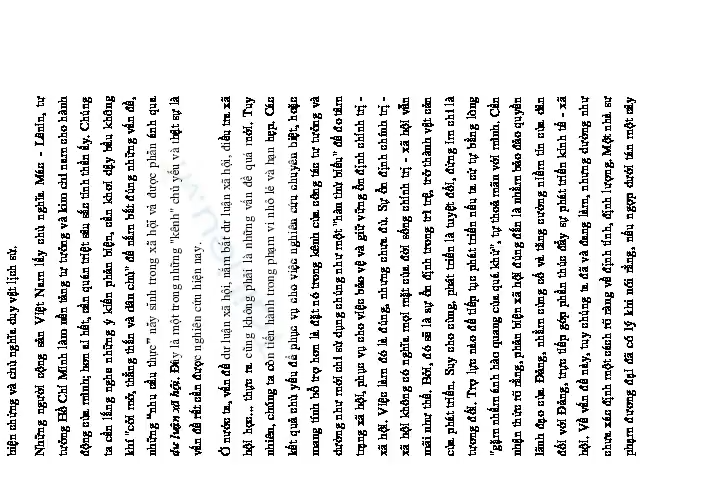 biện chứng và chủ nghĩa duy vật lịch sử.
Những người cộng sản Việt Nam lấy chủ nghĩa Mác - Lênin, tư
tưởng Hồ Chí Minh làm nền tảng tư tưởng và kim chỉ nam cho hành
động của mình; hơn ai hết, cần quán triệt sâu sắc tinh thần ấy. Chúng
ta cần lắng nghe những ý kiến phản biện, cần khơi dậy bầu không
khí "cởi mở, thẳng thắn và dân chủ" để nắm bắt đúng những vấn đề,
những "nhu cầu thực" nảy sinh trong xã hội và được phản ánh qua
dư luận xã hội. Đây là một trong những "kênh" chủ yếu và thật sự là
vấn đề rất cần được nghiên cứu hiện nay.
Ở nước ta, vấn đề dư luận xã hội, nắm bắt dư luận xã hội, điều tra xã
hội học... thực ra cũng không phải là những vấn đề quá mới. Tuy
nhiên, chúng ta còn tiến hành trong phạm vi nhỏ lẻ và hạn hẹp. Các
kết quả chủ yếu để phục vụ cho việc nghiên cứu chuyên biệt, hoặc
mang tính bổ trợ hơn là đặt nó trong kênh của công tác tư tưởng và
dường như mới chỉ sử dụng chúng như một "hàn thử biểu" để đo tâm
trạng xã hội, phục vụ cho việc bảo vệ và giữ vững ổn định chính trị -
xã hội. Việc làm đó là đúng, nhưng chưa đủ. Sự ổn định chính trị -
xã hội không có nghĩa mọi mặt của đời sống chính trị - xã hội vẫn
mãi như thế. Bởi, đó sẽ là sự ổn định trong trì trệ, trở thành vật cản
của phát triển. Suy cho cùng, phát triển là tuyệt đối, đứng im chỉ là
tương đối. Trợ lực nào để tiếp tục phát triển nếu ta cứ tự bằng lòng
"gặm nhấm ánh hào quang của quá khứ", tự thoả mãn với mình. Cần
nhận thức rõ rằng, phản biện xã hội đúng đắn là nhằm bảo đảo quyền
lãnh đạo của Đảng, nhằm củng cố và tăng cường niềm tin của dân
đối với Đảng, trực tiếp góp phần thúc đẩy sự phát triển kinh tế - xã
hội. Về vấn đề này, tuy chúng ta đã và đang làm, nhưng dường như
chưa xác định một cách rõ ràng về định tính, định lượng. Một nhà sư
phạm đương đại đã có lý khi nói rằng, nếu ngọn dưới tán một cây